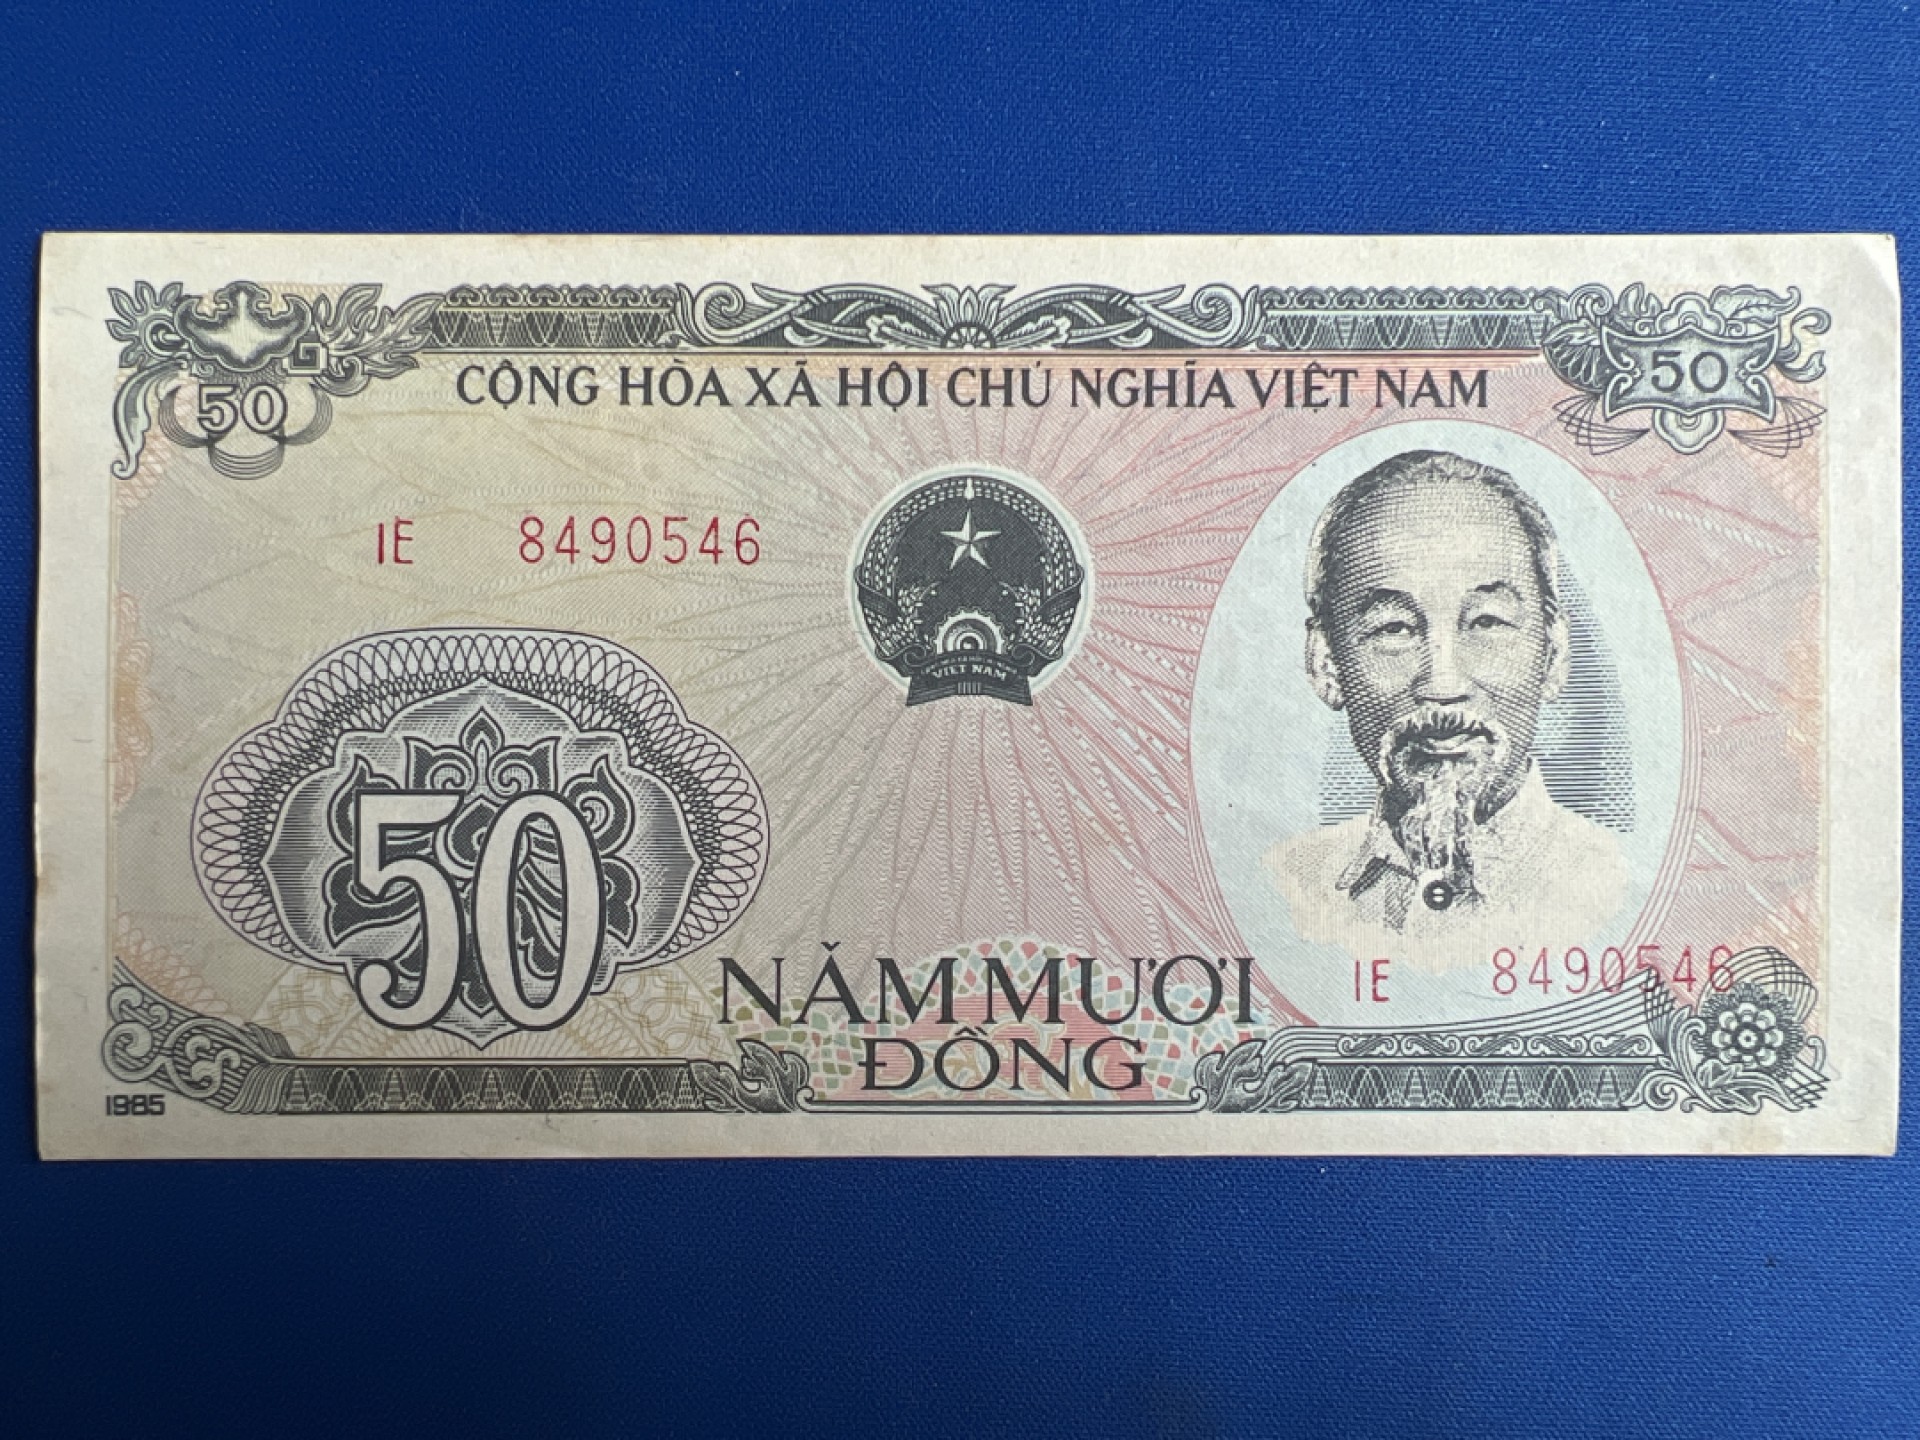 CỘNG HÒA XÃ HỘI CHỦ NGHĨA VIỆT NAM
50
50
IE 8490546
VIỆT NAM
50
NĂM MƯƠI
ĐỒNG
IE 8490546
1985